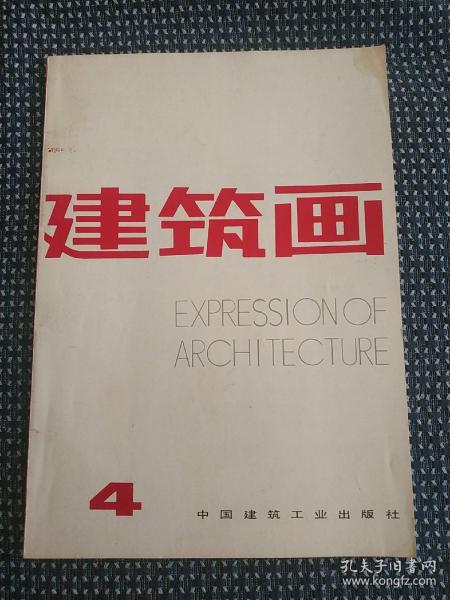 建筑画
EXPRESSION OF
ARCHITECTURE
4
中国建筑工业出版社
孔夫子旧书网
www.kongfz.com